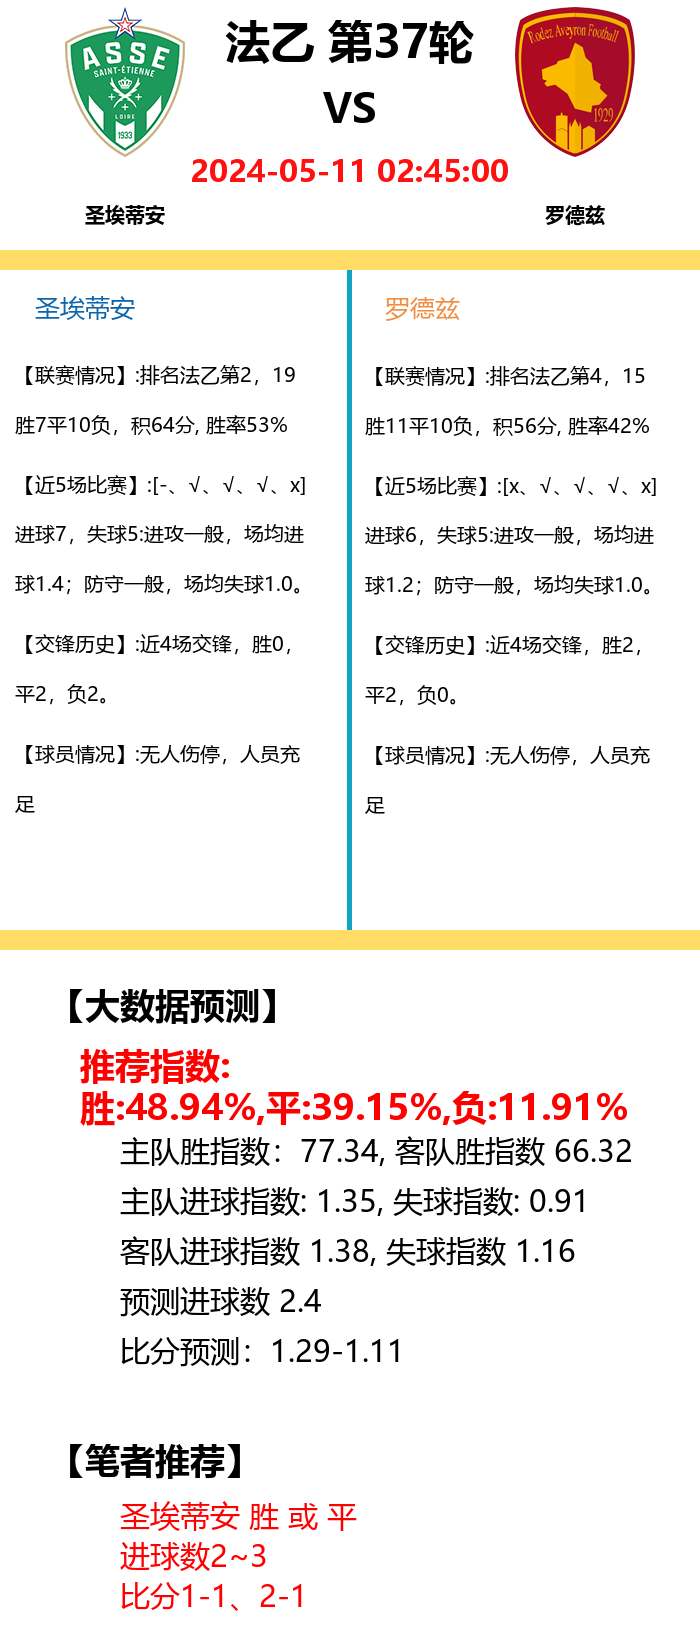 法乙 第37轮
VS
2024-05-11 02:45:00
ASSE
SAINT-ÉTIENNE
LOIRE
1933
圣埃蒂安
Rodez Aveyron Football
1929
罗德兹
圣埃蒂安
【联赛情况】:排名法乙第2，19
胜7平10负，积64分, 胜率53%
【近5场比赛】:[-、√、√、√、x]
进球7，失球5:进攻一般，场均进
球1.4；防守一般，场均失球1.0。
【交锋历史】:近4场交锋，胜0，
平2，负2。
【球员情况】:无人伤停，人员充
足
罗德兹
【联赛情况】:排名法乙第4，15
胜11平10负，积56分, 胜率42%
【近5场比赛】:[x、√、√、√、x]
进球6，失球5:进攻一般，场均进
球1.2；防守一般，场均失球1.0。
【交锋历史】:近4场交锋，胜2，
平2，负0。
【球员情况】:无人伤停，人员充
足
【大数据预测】
推荐指数:
胜:48.94%,平:39.15%,负:11.91%
主队胜指数：77.34, 客队胜指数 66.32
主队进球指数: 1.35, 失球指数: 0.91
客队进球指数 1.38, 失球指数 1.16
预测进球数 2.4
比分预测：1.29-1.11
【笔者推荐】
圣埃蒂安 胜 或 平
进球数2~3
比分1-1、2-1